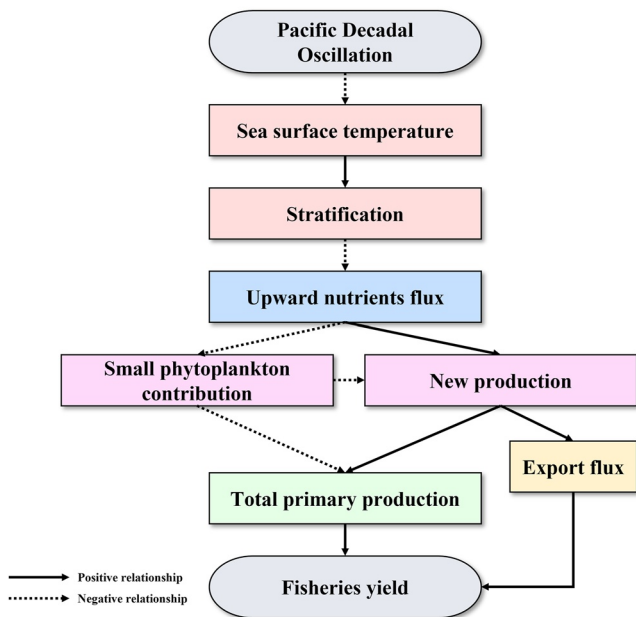 Pacific Decadal
Oscillation
Sea surface temperature
Stratification
Upward nutrients flux
Small phytoplankton
contribution
New production
Export flux
Total primary production
Fisheries yield
Positive relationship
Negative relationship